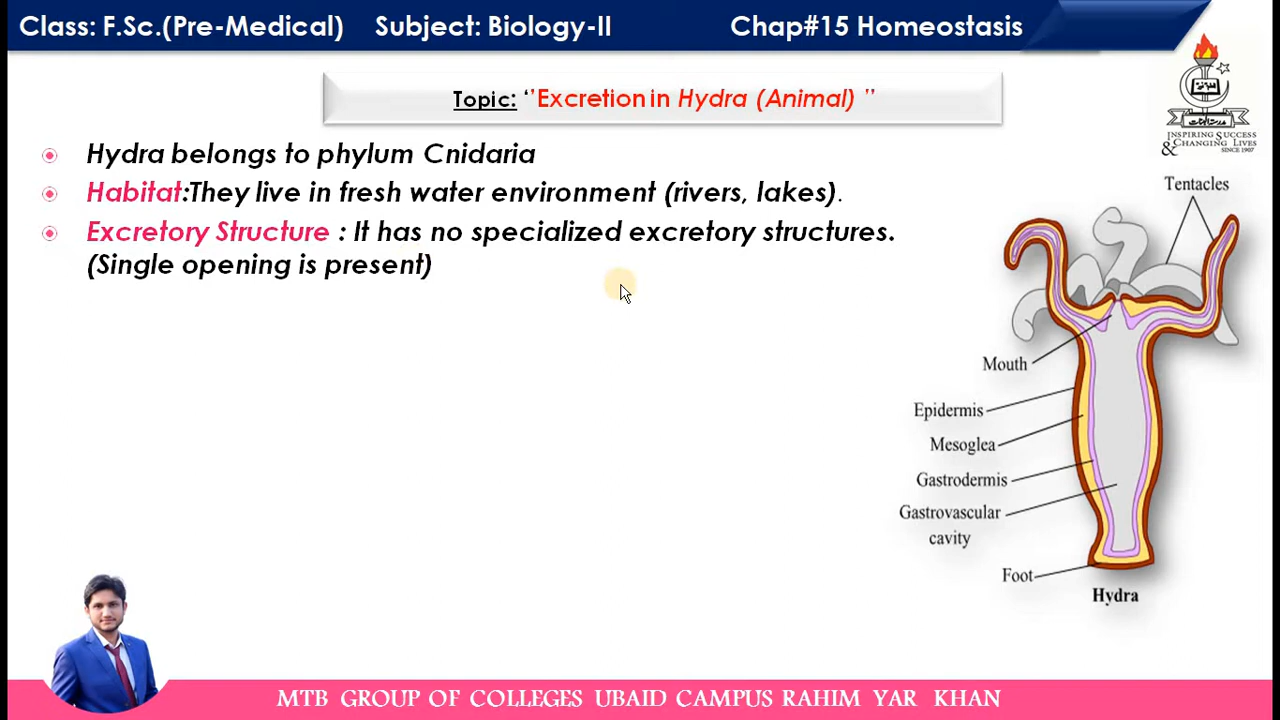 Class: F.Sc.(Pre-Medical) Subject: Biology-II Chap#15 Homeostasis
Topic: ‘’Excretion in Hydra (Animal) ’’
Hydra belongs to phylum Cnidaria
Habitat:They live in fresh water environment (rivers, lakes).
Excretory Structure : It has no specialized excretory structures.
(Single opening is present)
INSPIRING SUCCESS
& CHANGING LIVES
SINCE 1907
Tentacles
Mouth
Epidermis
Mesoglea
Gastrodermis
Gastrovascular
cavity
Foot
Hydra
MTB GROUP OF COLLEGES UBAID CAMPUS RAHIM YAR KHAN